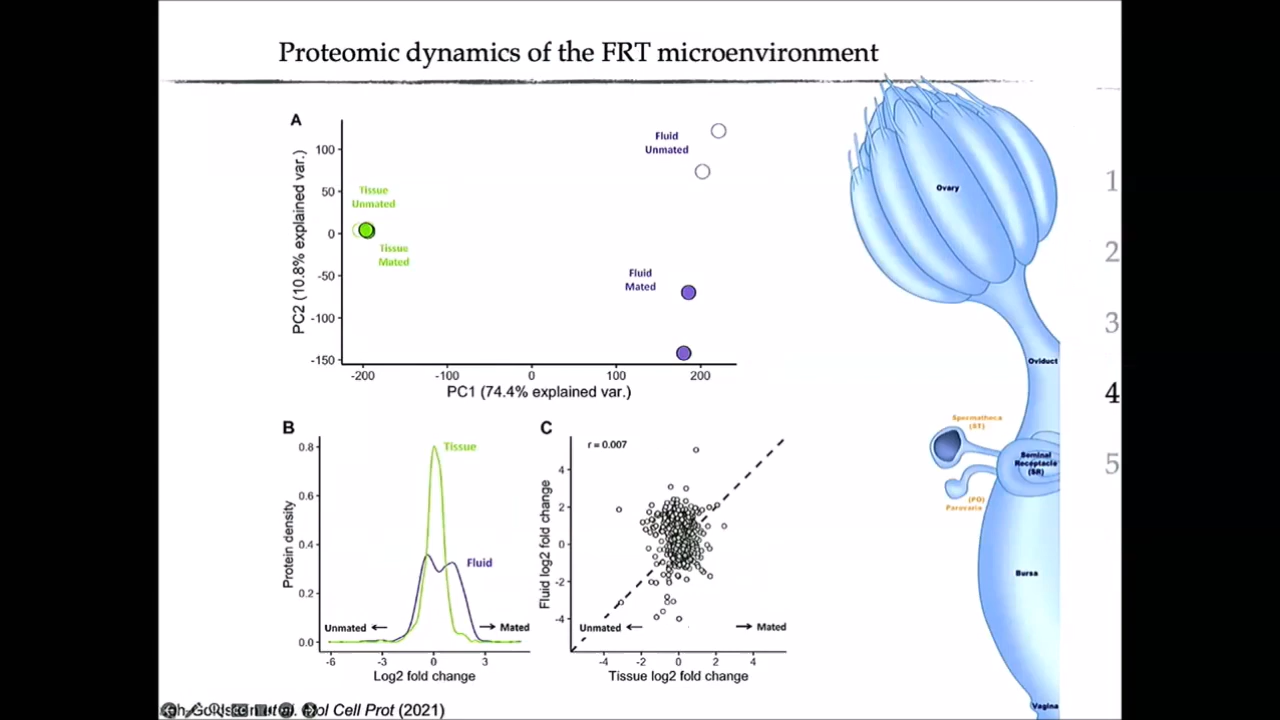 Proteomic dynamics of the FRT microenvironment
A
PC2 (10.8% explained var.)
100
50
0
-50
-100
-150
Fluid
Unmated
Tissue
Unmated
Tissue
Mated
Fluid
Mated
-200
-100
0
100
200
PC1 (74.4% explained var.)
B
Protein density
0.8
0.6
0.4
0.2
0.0
Tissue
Fluid
Unmated
Mated
-6
-3
0
3
Log2 fold change
C
r = 0.007
Fluid log2 fold change
4
2
0
-2
-4
Unmated
Mated
-4
-2
0
2
4
Tissue log2 fold change
Ovary
Oviduct
Spermatheca
(ST)
Seminal
Receptacle
(SR)
(PO)
Parovaria
Bursa
Vagina
1
2
3
4
5
Mol Cell Prot (2021)